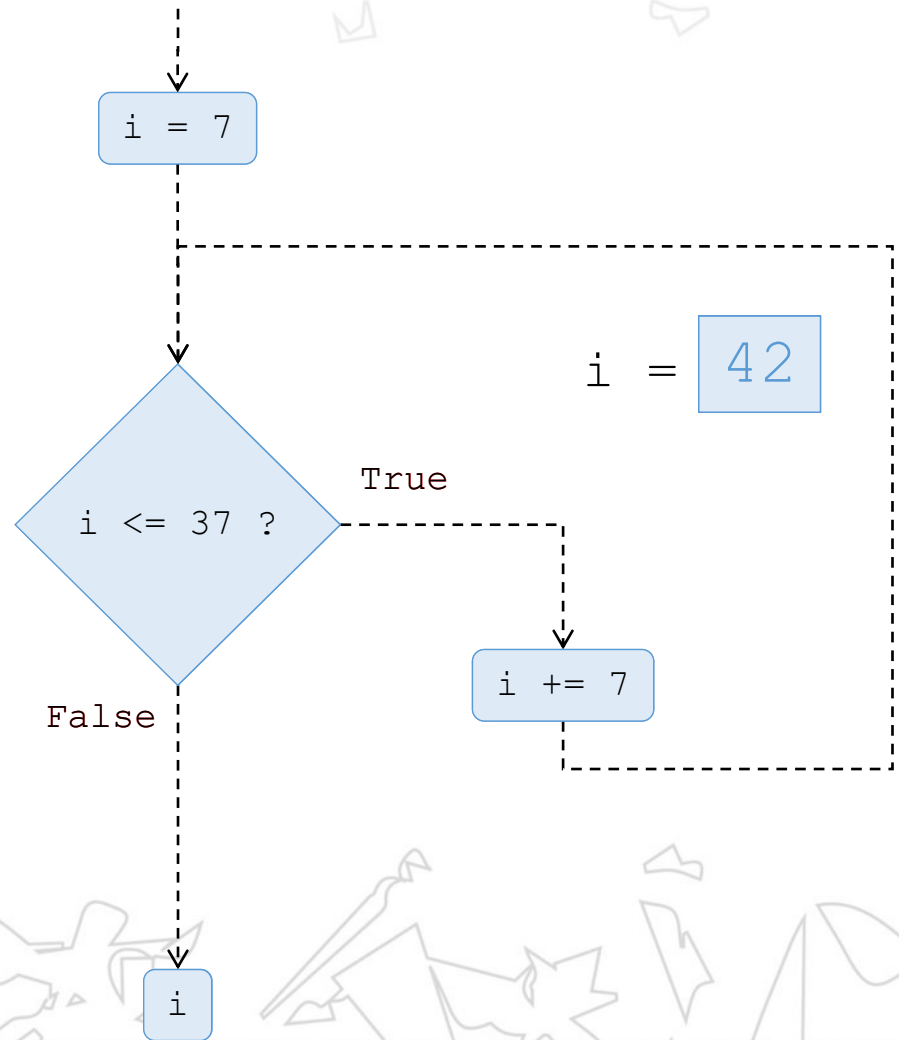 i = 7
i = 42
True
i <= 37 ?
i += 7
False
i